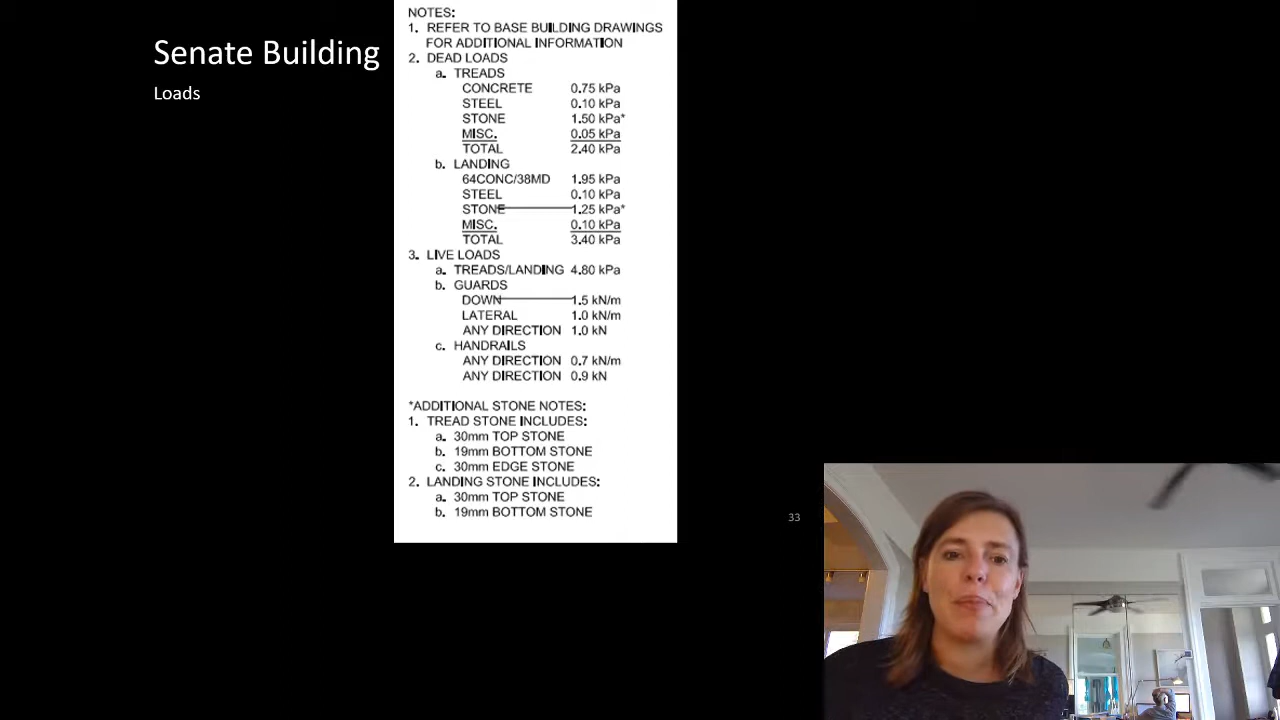 Senate Building
Loads
NOTES:
1. REFER TO BASE BUILDING DRAWINGS
FOR ADDITIONAL INFORMATION
2. DEAD LOADS
a. TREADS
CONCRETE 0.75 kPa
STEEL 0.10 kPa
STONE 1.50 kPa*
MISC. 0.05 kPa
TOTAL 2.40 kPa
b. LANDING
64CONC/38MD 1.95 kPa
STEEL 0.10 kPa
STONE 1.25 kPa*
MISC. 0.10 kPa
TOTAL 3.40 kPa
3. LIVE LOADS
a. TREADS/LANDING 4.80 kPa
b. GUARDS
DOWN 1.5 kN/m
LATERAL 1.0 kN/m
ANY DIRECTION 1.0 kN
c. HANDRAILS
ANY DIRECTION 0.7 kN/m
ANY DIRECTION 0.9 kN
*ADDITIONAL STONE NOTES:
1. TREAD STONE INCLUDES:
a. 30mm TOP STONE
b. 19mm BOTTOM STONE
c. 30mm EDGE STONE
2. LANDING STONE INCLUDES:
a. 30mm TOP STONE
b. 19mm BOTTOM STONE
33